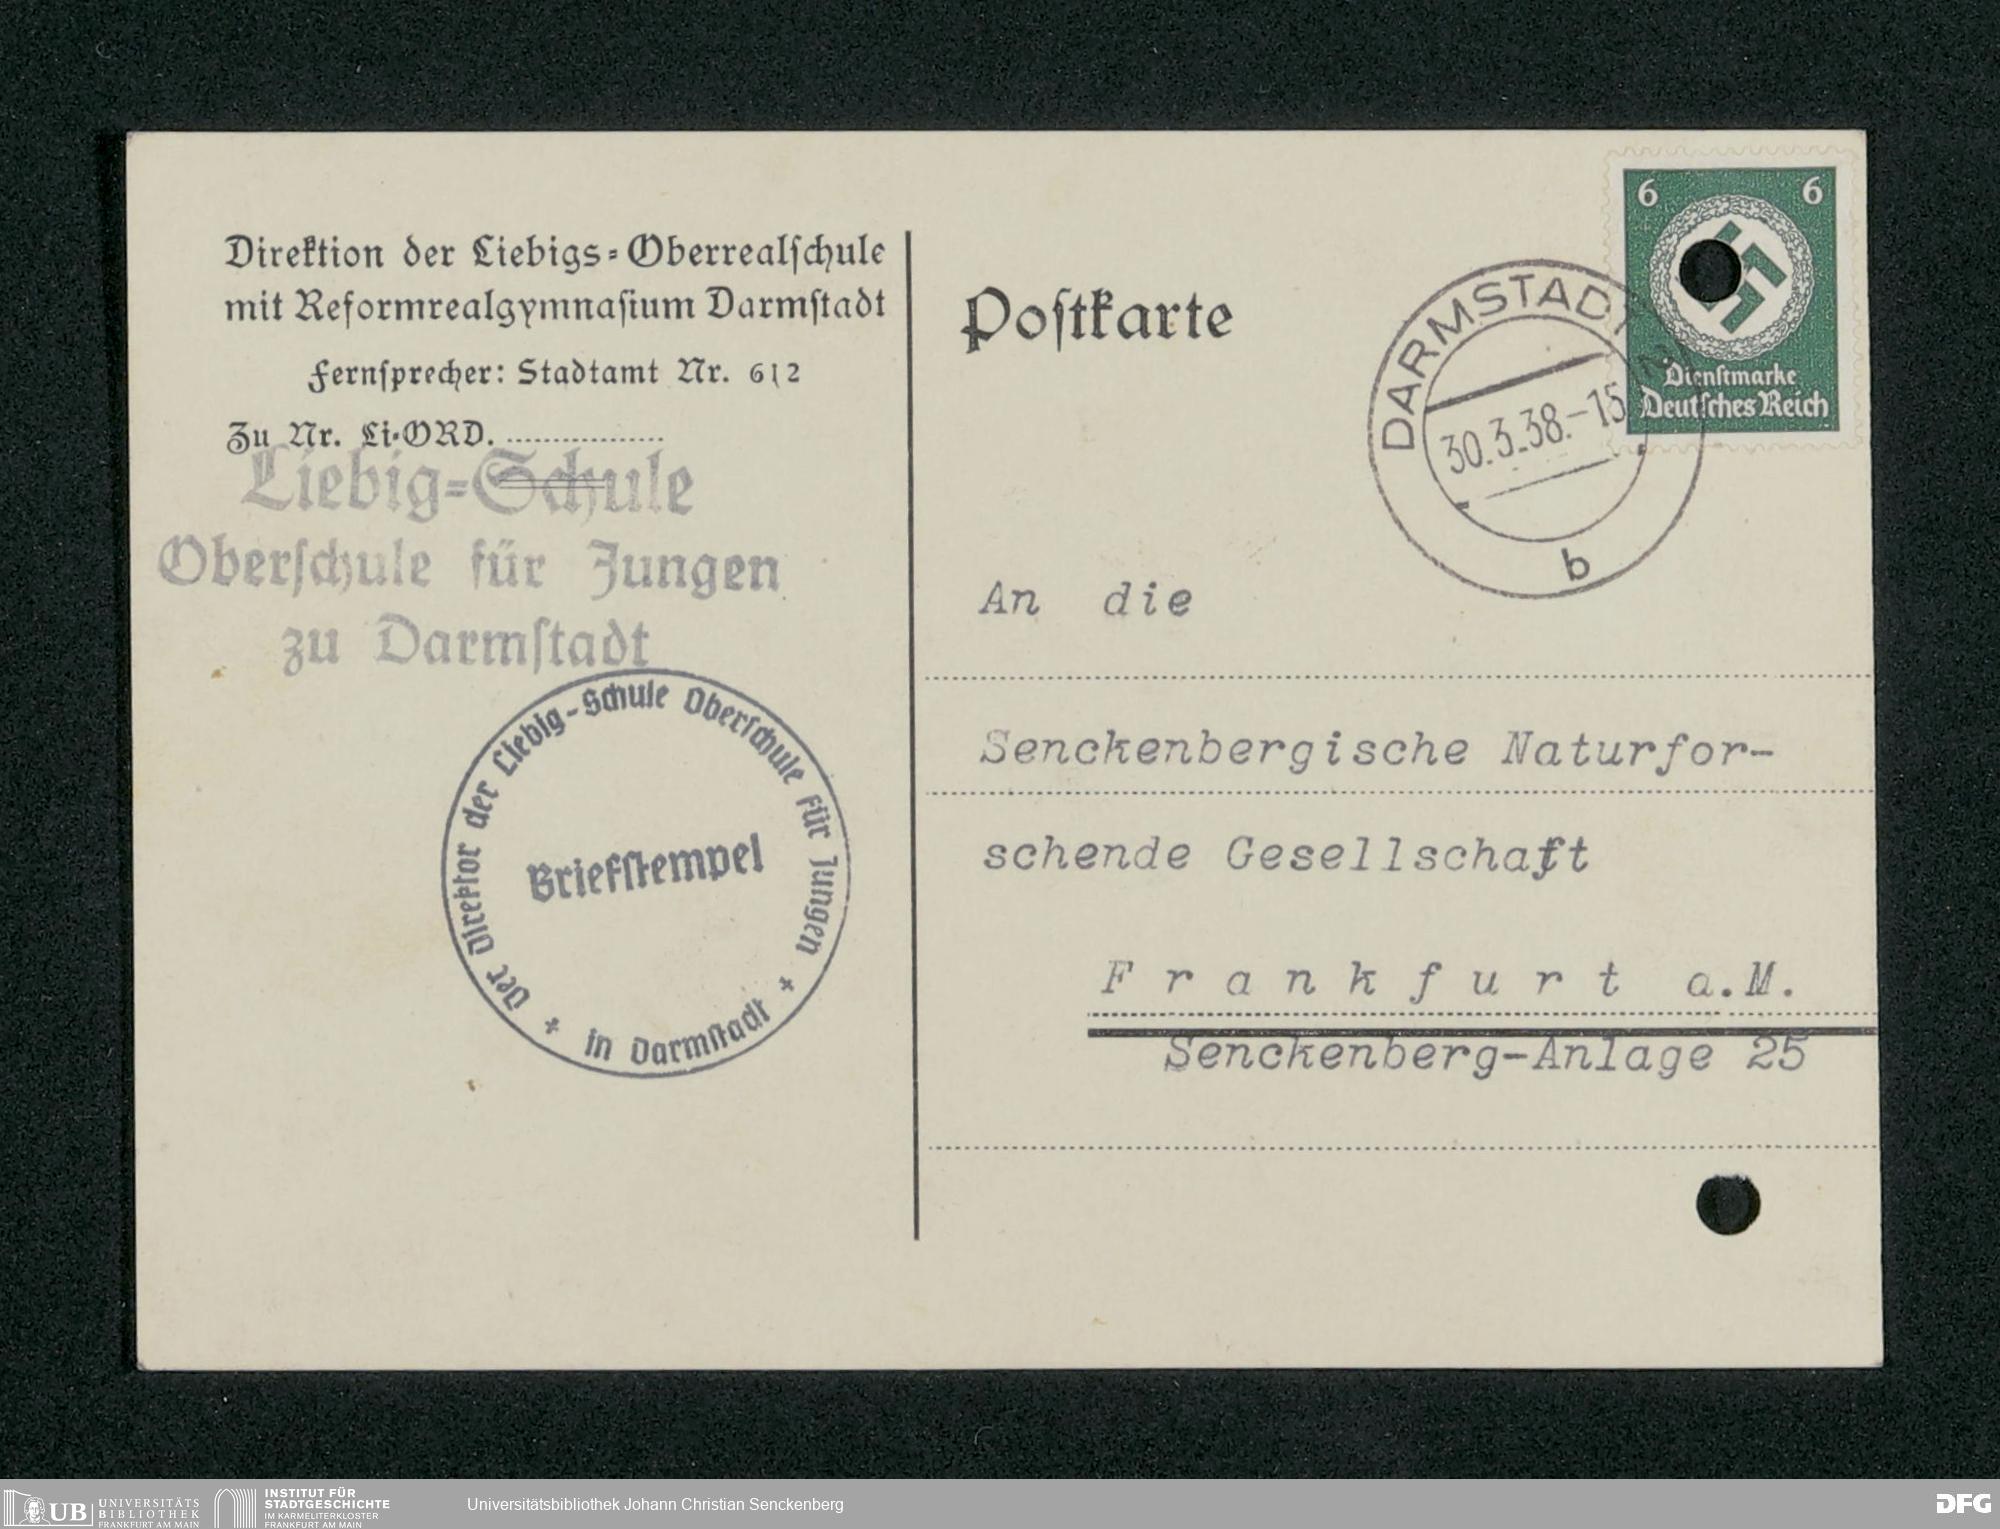 Direktion der Liebigs-Oberrealschule
mit Reformrealgymnasium Darmstadt
Fernsprecher: Stadtamt Nr. 612
Zu Nr. Li-ORD. ..................
Liebig-Schule
Oberschule für Jungen
zu Darmstadt
Der Direktor der Liebig-Schule Oberschule für Jungen
+ in Darmstadt +
Briefstempel
Postkarte
6 6
Dienstmarke
Deutsches Reich
DARMSTADT 2
30.3.38.-15
b
An die
Senckenbergische Naturfor-
schende Gesellschaft
Frankfurt a.M.
Senckenberg-Anlage 25
UB UNIVERSITÄTS
BIBLIOTHEK
FRANKFURT AM MAIN
INSTITUT FÜR
STADTGESCHICHTE
IM KARMELITERKLOSTER
FRANKFURT AM MAIN
Universitätsbibliothek Johann Christian Senckenberg
DFG